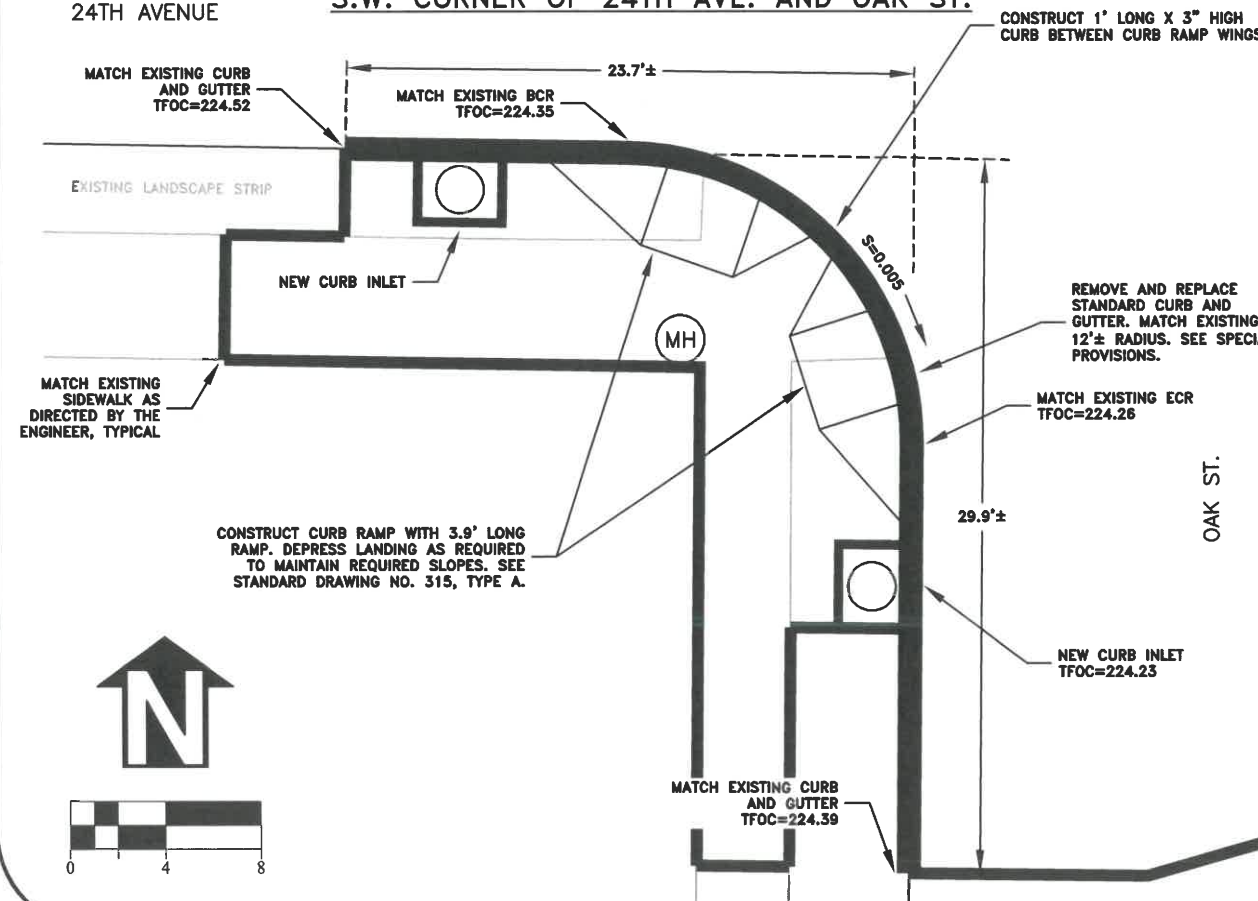 24TH AVENUE
S.W. CORNER OF 24TH AVE. AND OAK ST.
CONSTRUCT 1' LONG X 3" HIGH
CURB BETWEEN CURB RAMP WINGS
MATCH EXISTING CURB
AND GUTTER
TFOC=224.52
23.7'±
MATCH EXISTING BCR
TFOC=224.35
EXISTING LANDSCAPE STRIP
NEW CURB INLET
S=0.005
REMOVE AND REPLACE
STANDARD CURB AND
GUTTER. MATCH EXISTING
12'± RADIUS. SEE SPECI
PROVISIONS.
MH
MATCH EXISTING
SIDEWALK AS
DIRECTED BY THE
ENGINEER, TYPICAL
MATCH EXISTING ECR
TFOC=224.26
OAK ST.
29.9'±
CONSTRUCT CURB RAMP WITH 3.9' LONG
RAMP. DEPRESS LANDING AS REQUIRED
TO MAINTAIN REQUIRED SLOPES. SEE
STANDARD DRAWING NO. 315, TYPE A.
NEW CURB INLET
TFOC=224.23
N
MATCH EXISTING CURB
AND GUTTER
TFOC=224.39
0 4 8